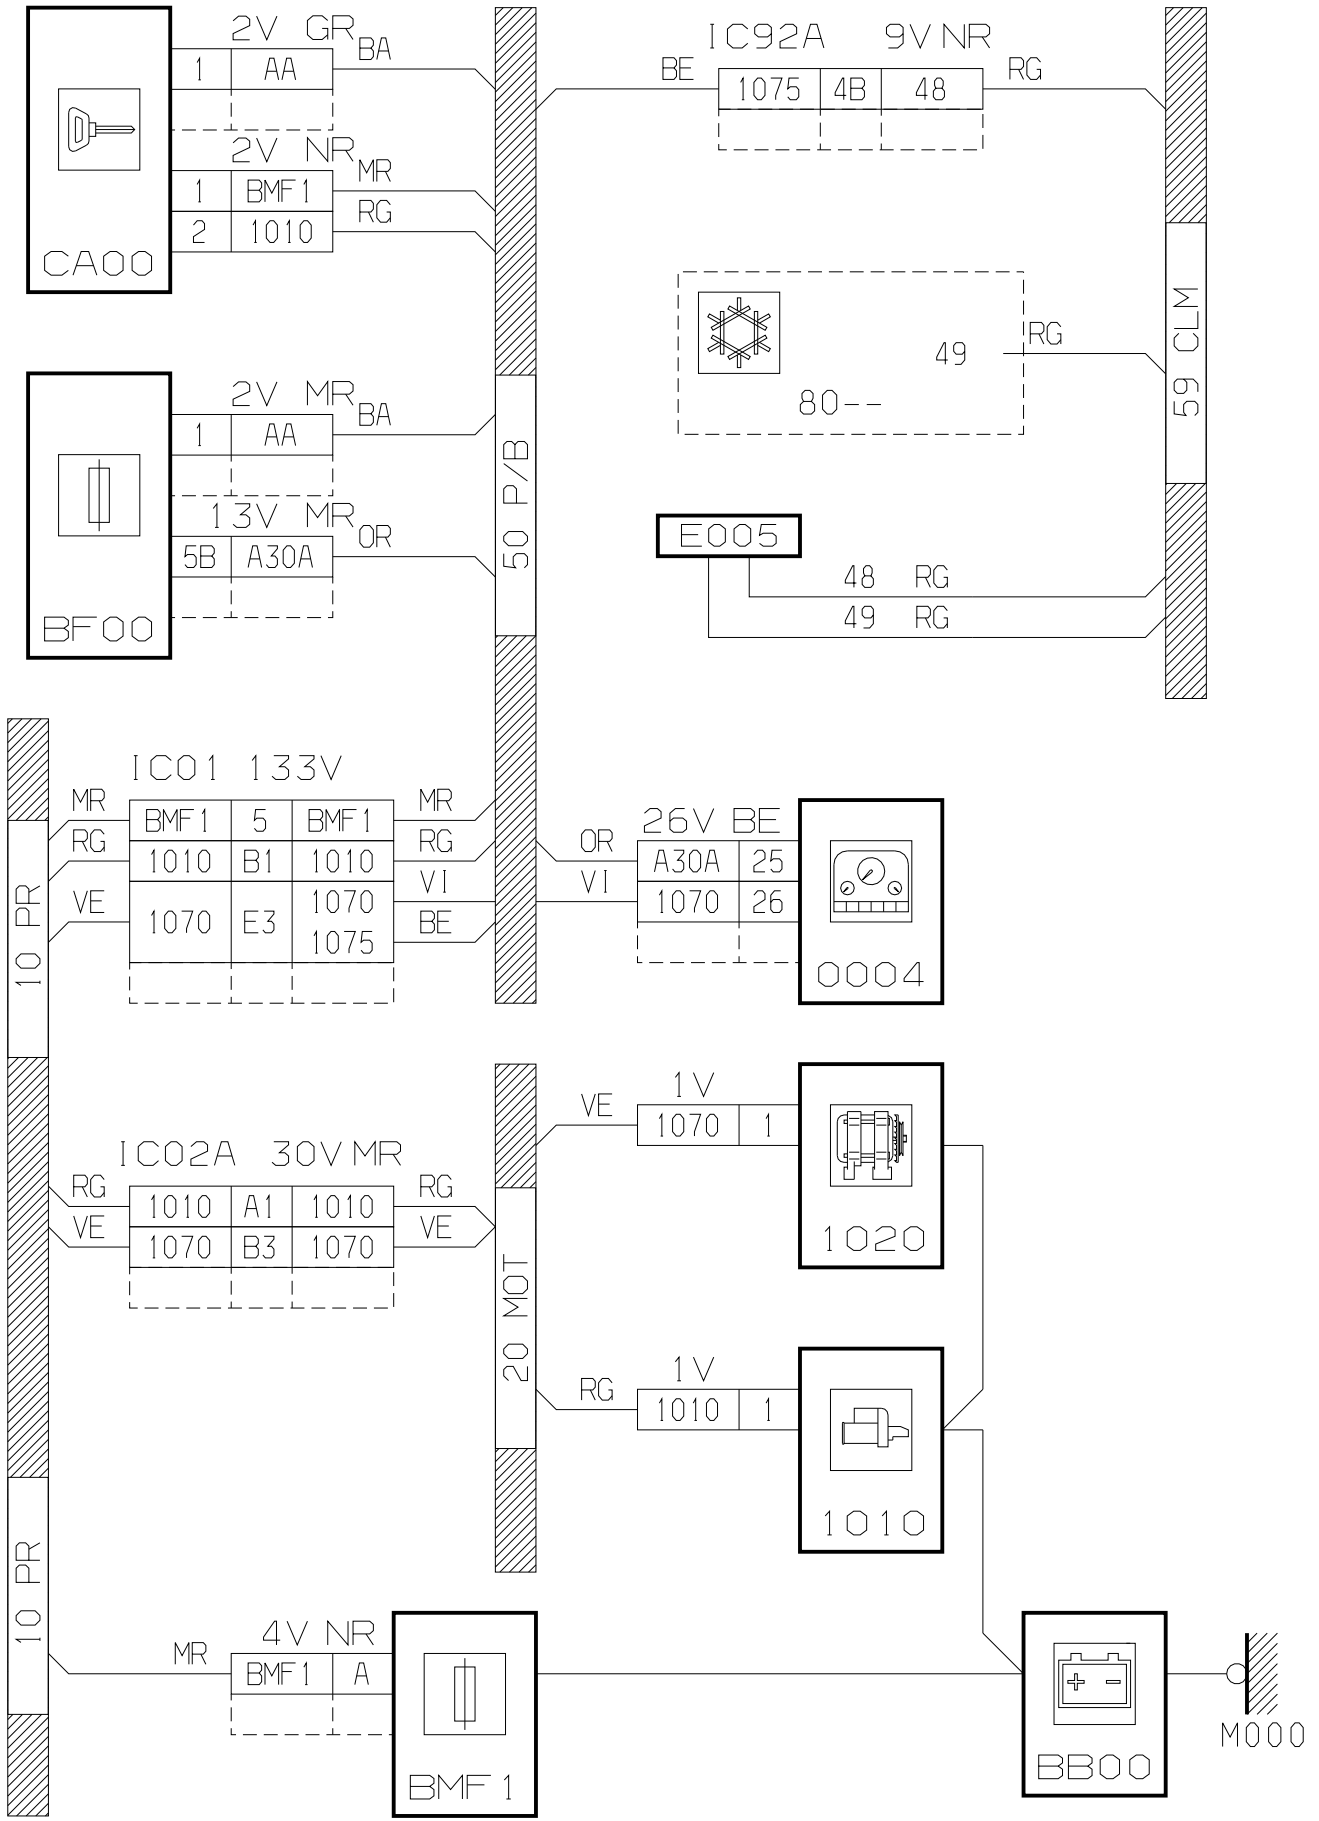 2V GR
BA
1 AA
2V NR
MR
1 BMF1
RG
2 1010
CA00
IC92A 9V NR
BE 1075 4B 48 RG
49 RG
80--
59 CLM
2V MR
BA
1 AA
13V MR
OR
5B A30A
BF00
50 P/B
E005
48 RG
49 RG
IC01 133V
MR BMF1 5 BMF1 MR
RG 1010 B1 1010 RG
VE 1070 E3 1070 VI
1075 BE
10 PR
26V BE
OR A30A 25
VI 1070 26
0004
1V
VE 1070 1
1020
IC02A 30V MR
RG 1010 A1 1010 RG
VE 1070 B3 1070 VE
20 MOT
1V
RG 1010 1
1010
10 PR
4V NR
MR BMF1 A
BMF1
BB00
M000